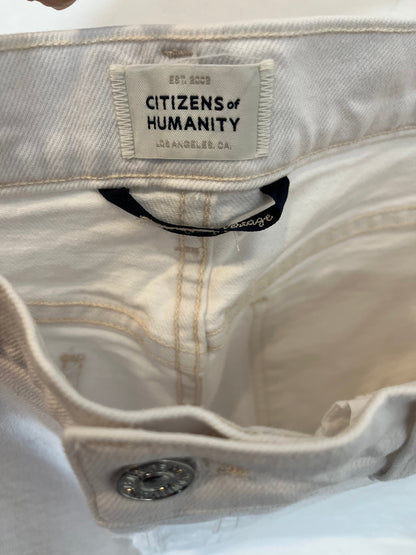 EST. 2003
CITIZENS of
HUMANITY
LOS ANGELES, CA.